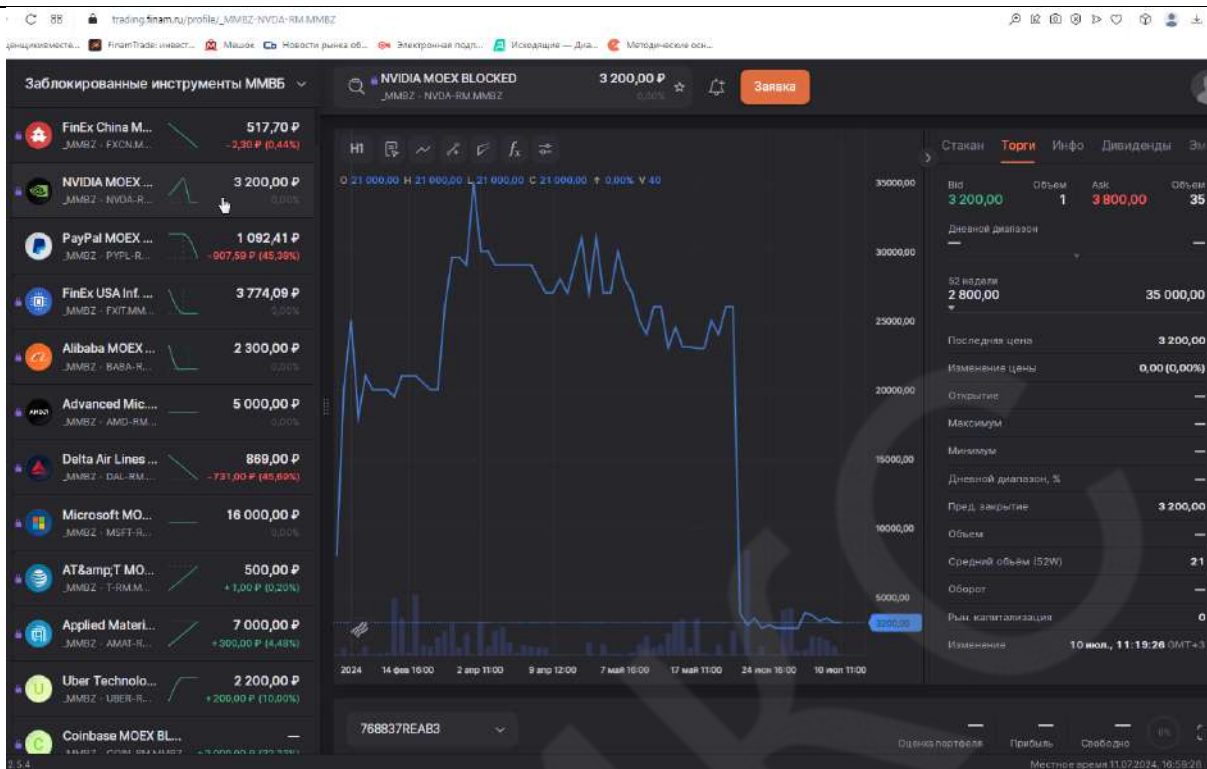 trading.finam.ru/profile/_MMBZ-NVDA-RM.MMBZ
FinamTrade: инвест... Мешок Новости рынка об... Электронная подп... Исходящие — Диа... Методические осн...
Заблокированные инструменты ММВБ
NVIDIA MOEX BLOCKED 3 200,00 ₽
_MMBZ - NVDA-RM.MMBZ 0,00%
Заявка
FinEx China M... 517,70 ₽
_MMBZ - FXCN.M... -2,30 ₽ (0,44%)
NVIDIA MOEX ... 3 200,00 ₽
_MMBZ - NVDA-R... 0,00%
PayPal MOEX ... 1 092,41 ₽
_MMBZ - PYPL-R... -907,59 ₽ (45,38%)
FinEx USA Inf. ... 3 774,09 ₽
_MMBZ - FXIT.MM... 0,00%
Alibaba MOEX ... 2 300,00 ₽
_MMBZ - BABA-R... 0,00%
Advanced Mic.... 5 000,00 ₽
_MMBZ - AMD-RM... 0,00%
Delta Air Lines ... 869,00 ₽
_MMBZ - DAL-RM.... -731,00 ₽ (45,69%)
Microsoft MO... 16 000,00 ₽
_MMBZ - MSFT-R... 0,00%
AT&amp;T MO... 500,00 ₽
_MMBZ - T-RM.M... +1,00 ₽ (0,20%)
Applied Materi... 7 000,00 ₽
_MMBZ - AMAT-R... +300,00 ₽ (4,48%)
Uber Technolo... 2 200,00 ₽
_MMBZ - UBER-R... +200,00 ₽ (10,00%)
Coinbase MOEX BL... —
H1
O 21 000,00 H 21 000,00 L 21 000,00 C 21 000,00 ↑ 0,00% V 40
35000,00
30000,00
25000,00
20000,00
15000,00
10000,00
5000,00
3200,00
2024 14 фев 16:00 2 апр 11:00 9 апр 12:00 7 май 16:00 17 май 11:00 24 июн 16:00 10 июл 11:00
Стакан Торги Инфо Дивиденды Эм
Bid Объем Ask Объем
3 200,00 1 3 800,00 35
Дневной диапазон
— —
52 недели
2 800,00 35 000,00
Последняя цена 3 200,00
Изменение цены 0,00 (0,00%)
Открытие —
Максимум —
Минимум —
Дневной диапазон, % —
Пред. закрытие 3 200,00
Объем —
Средний объём (52W) 21
Оборот —
Рын. капитализация 0
Изменение 10 июл., 11:19:26 GMT+3
768837REAB3
— — — 0%
Оценка портфеля Прибыль Свободно
2.5.4
Местное время 11.07.2024, 16:59:26